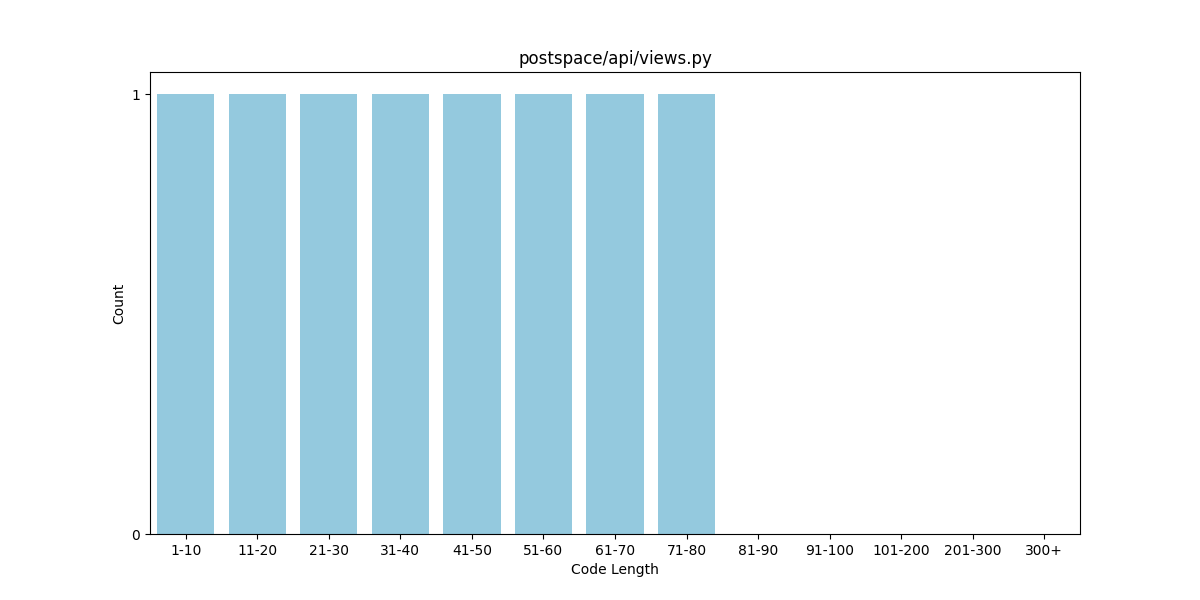 postspace/api/views.py
1
Count
0
1-10 11-20 21-30 31-40 41-50 51-60 61-70 71-80 81-90 91-100 101-200 201-300 300+
Code Length